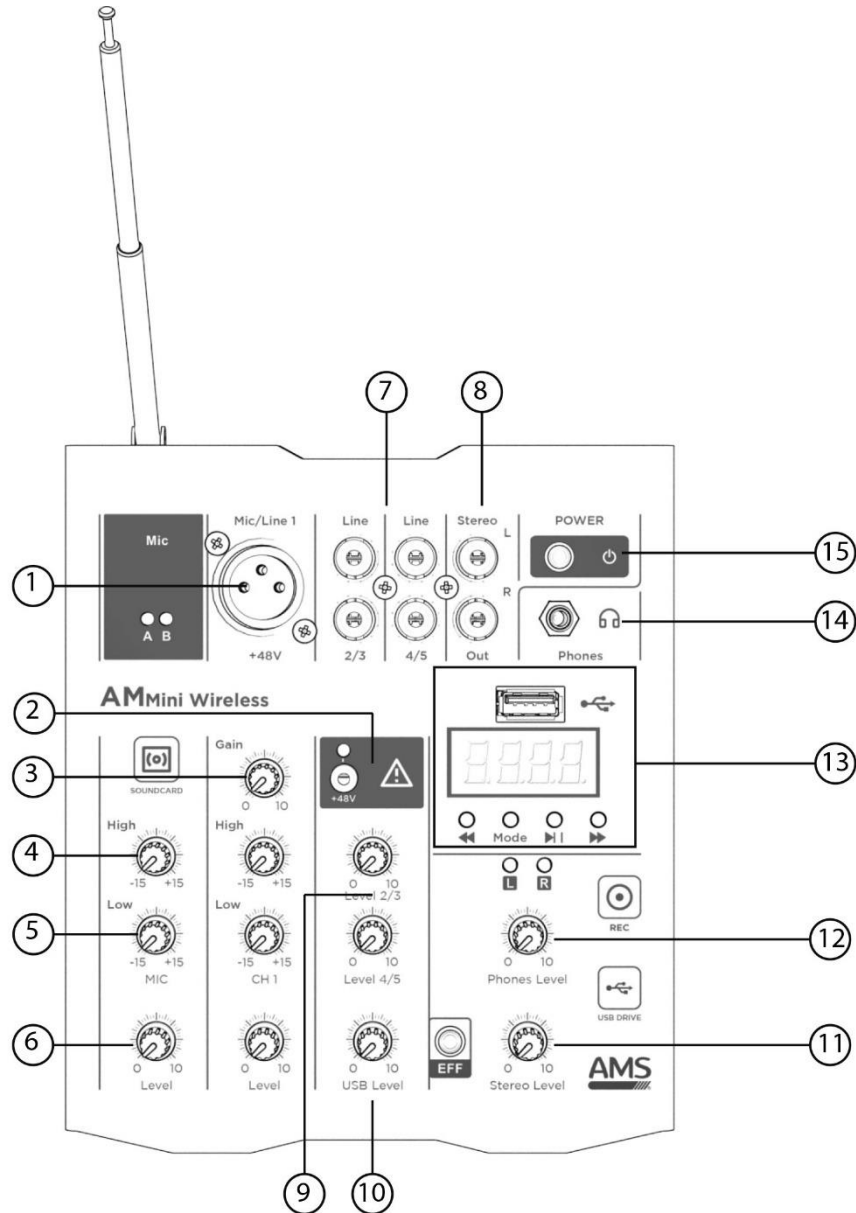 7
8
Mic/Line 1
Line
Line
Stereo
L
POWER
Mic
15
1
R
14
A B
+48V
2/3
4/5
Out
Phones
AM Mini Wireless
2
Gain
3
SOUNDCARD
0 10
+48V
13
Mode
High
High
4
-15 +15
-15 +15
0 10
Level 2/3
L
R
REC
Low
Low
5
12
-15 +15
-15 +15
0 10
0 10
MIC
CH 1
Level 4/5
Phones Level
USB DRIVE
6
11
0 10
0 10
0 10
EFF
0 10
AMS
Level
Level
USB Level
Stereo Level
9
10